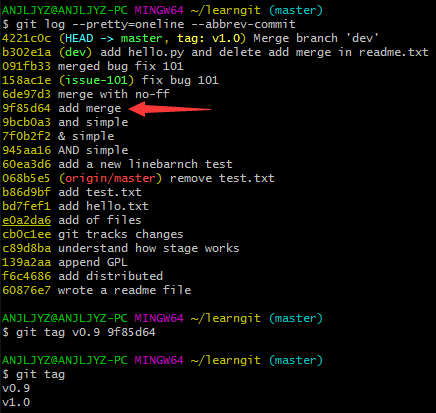 ANJLJYZ@ANJLJYZ-PC MINGW64 ~/learngit (master)
$ git log --pretty=oneline --abbrev-commit
4221c0c (HEAD -> master, tag: v1.0) Merge branch 'dev'
b302e1a (dev) add hello.py and delete add merge in readme.txt
091fb33 merged bug fix 101
158ac1e (issue-101) fix bug 101
6de97d3 merge with no-ff
9f85d64 add merge
9bcb0a3 and simple
7f0b2f2 & simple
945aa16 AND simple
60ea3d6 add a new linebarnch test
068b5e5 (origin/master) remove test.txt
b86d9bf add test.txt
bd7fef1 add hello.txt
e0a2da6 add of files
cb0c1ee git tracks changes
c89d8ba understand how stage works
139a2aa append GPL
f6c4686 add distributed
60876e7 wrote a readme file
ANJLJYZ@ANJLJYZ-PC MINGW64 ~/learngit (master)
$ git tag v0.9 9f85d64
ANJLJYZ@ANJLJYZ-PC MINGW64 ~/learngit (master)
$ git tag
v0.9
v1.0